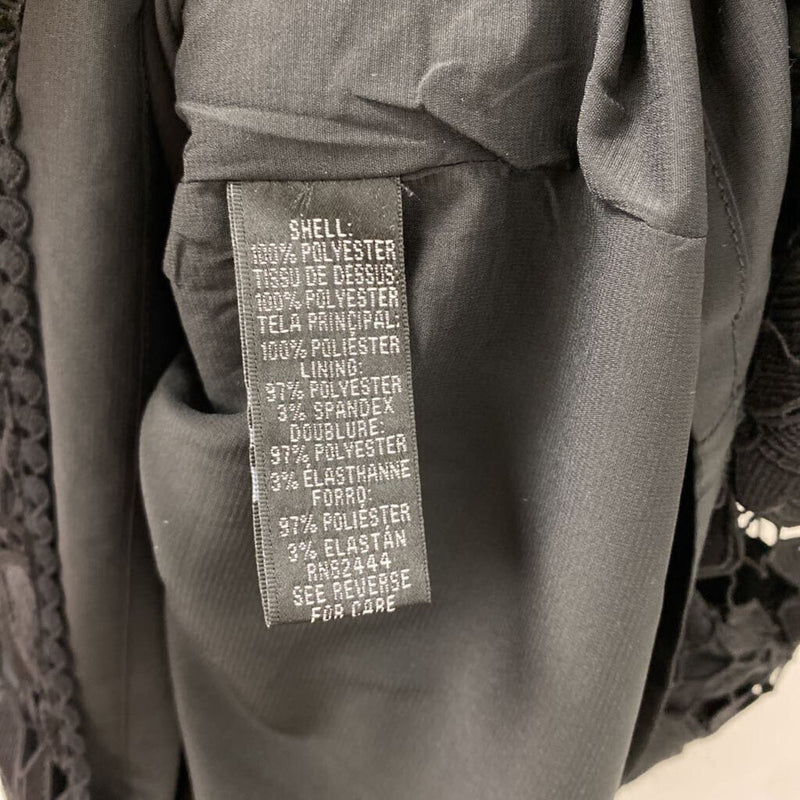 SHELL:
100% POLYESTER
TISSU DE DESSUS:
100% POLYESTER
TELA PRINCIPAL:
100% POLIÉSTER
LINING:
97% POLYESTER
3% SPANDEX
DOUBLURE:
97% POLYESTER
3% ÉLASTHANNE
FORRO:
97% POLIÉSTER
3% ELASTÁN
RN52444
SEE REVERSE
FOR CARE